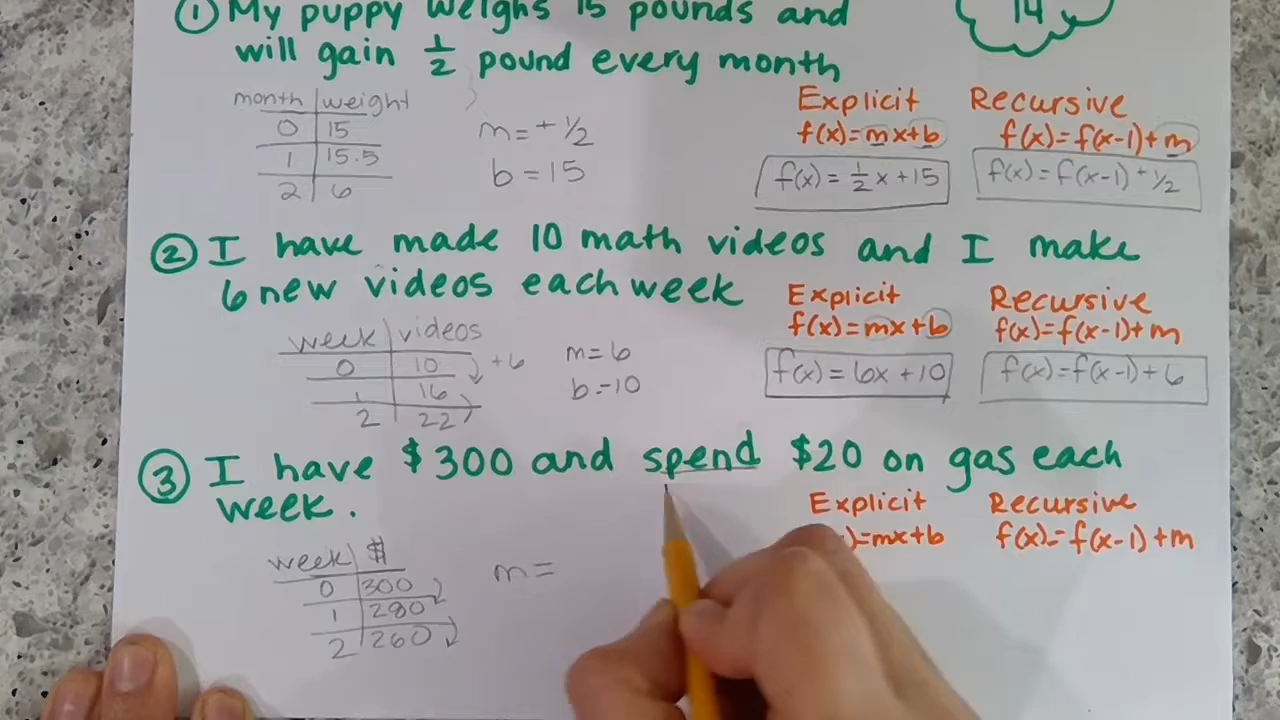 ① My puppy weighs 15 pounds and
will gain 1/2 pound every month
14
month | weight
0 | 15
1 | 15.5
2 | 6
m = + 1/2
b = 15
Explicit
f(x) = mx+b
f(x) = 1/2 x + 15
Recursive
f(x) = f(x-1) + m
f(x) = f(x-1) + 1/2
② I have made 10 math videos and I make
6 new videos each week
week | videos
0 | 10
1 | 16
2 | 22
+6
m = 6
b = 10
Explicit
f(x) = mx+b
f(x) = 6x + 10
Recursive
f(x) = f(x-1) + m
f(x) = f(x-1) + 6
③ I have $300 and spend $20 on gas each
week.
week | $
0 | 300
1 | 280
2 | 260
m =
Explicit
) = mx+b
Recursive
f(x) = f(x-1) + m